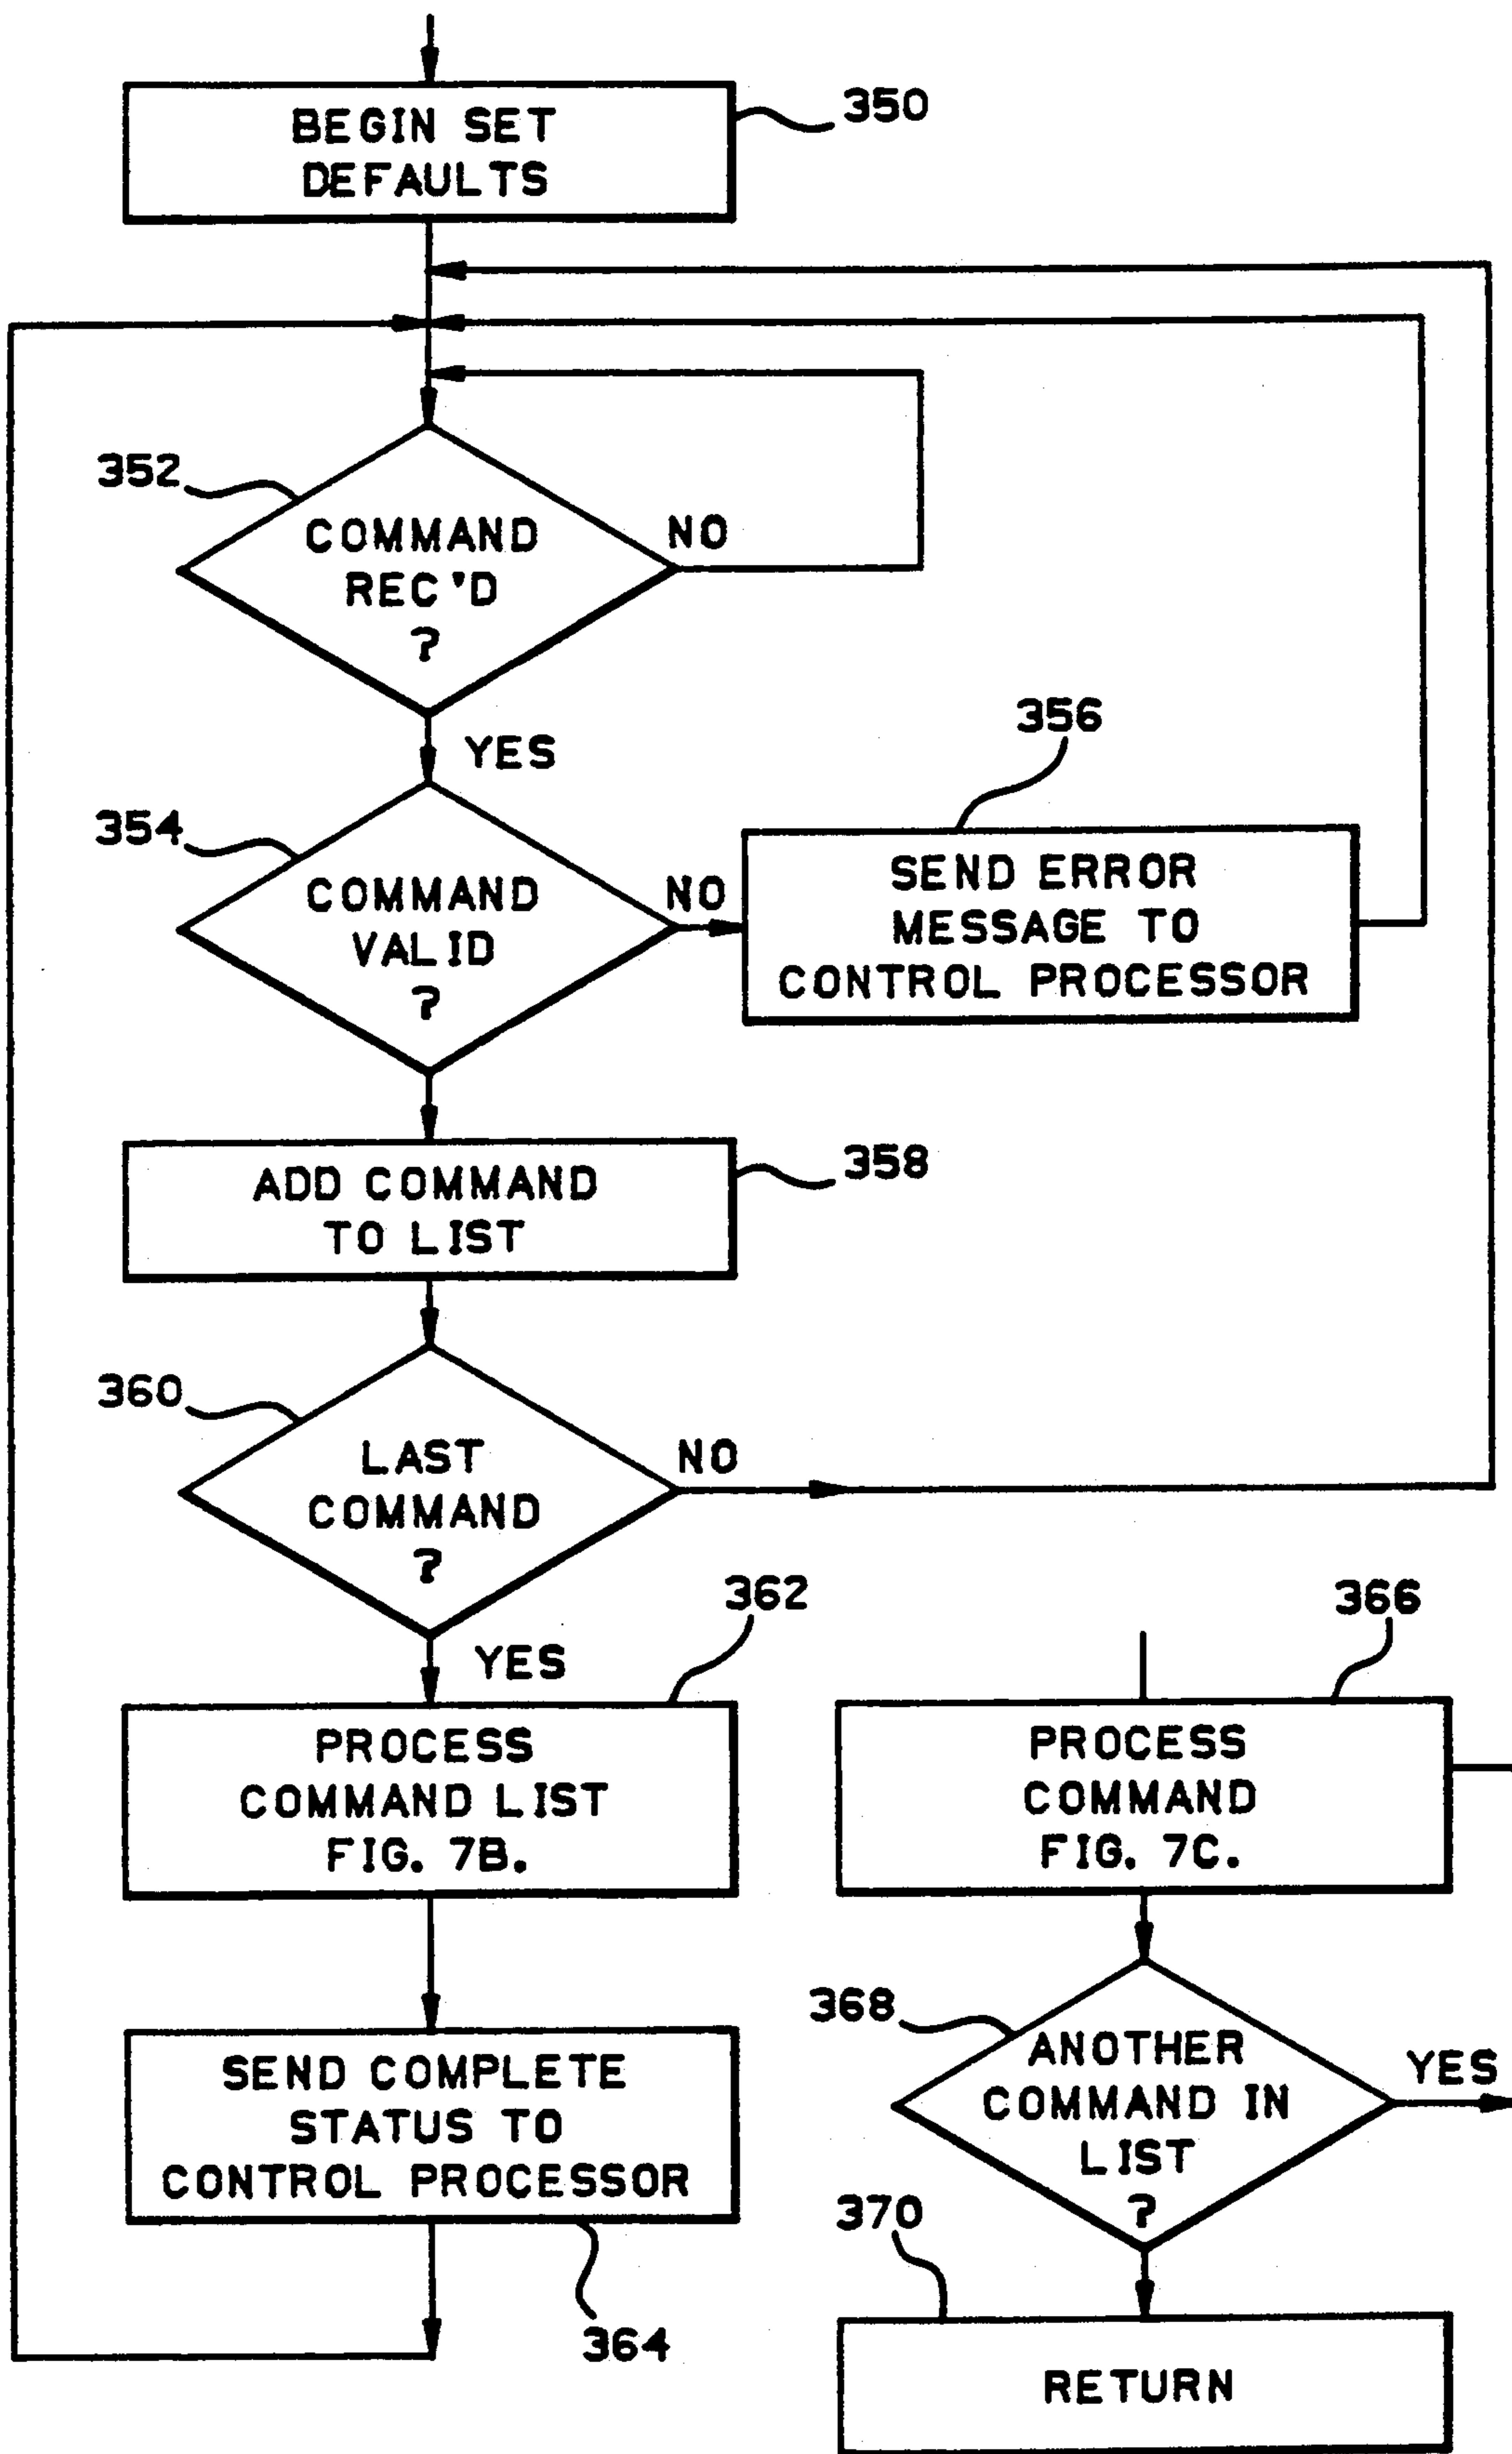 BEGIN SET
DEFAULTS
350
352
COMMAND
REC'D
?
NO
YES
354
COMMAND
VALID
?
NO
356
SEND ERROR
MESSAGE TO
CONTROL PROCESSOR
ADD COMMAND
TO LIST
358
360
LAST
COMMAND
?
NO
YES
362
PROCESS
COMMAND LIST
FIG. 7B.
SEND COMPLETE
STATUS TO
CONTROL PROCESSOR
364
366
PROCESS
COMMAND
FIG. 7C.
368
ANOTHER
COMMAND IN
LIST
?
YES
370
RETURN